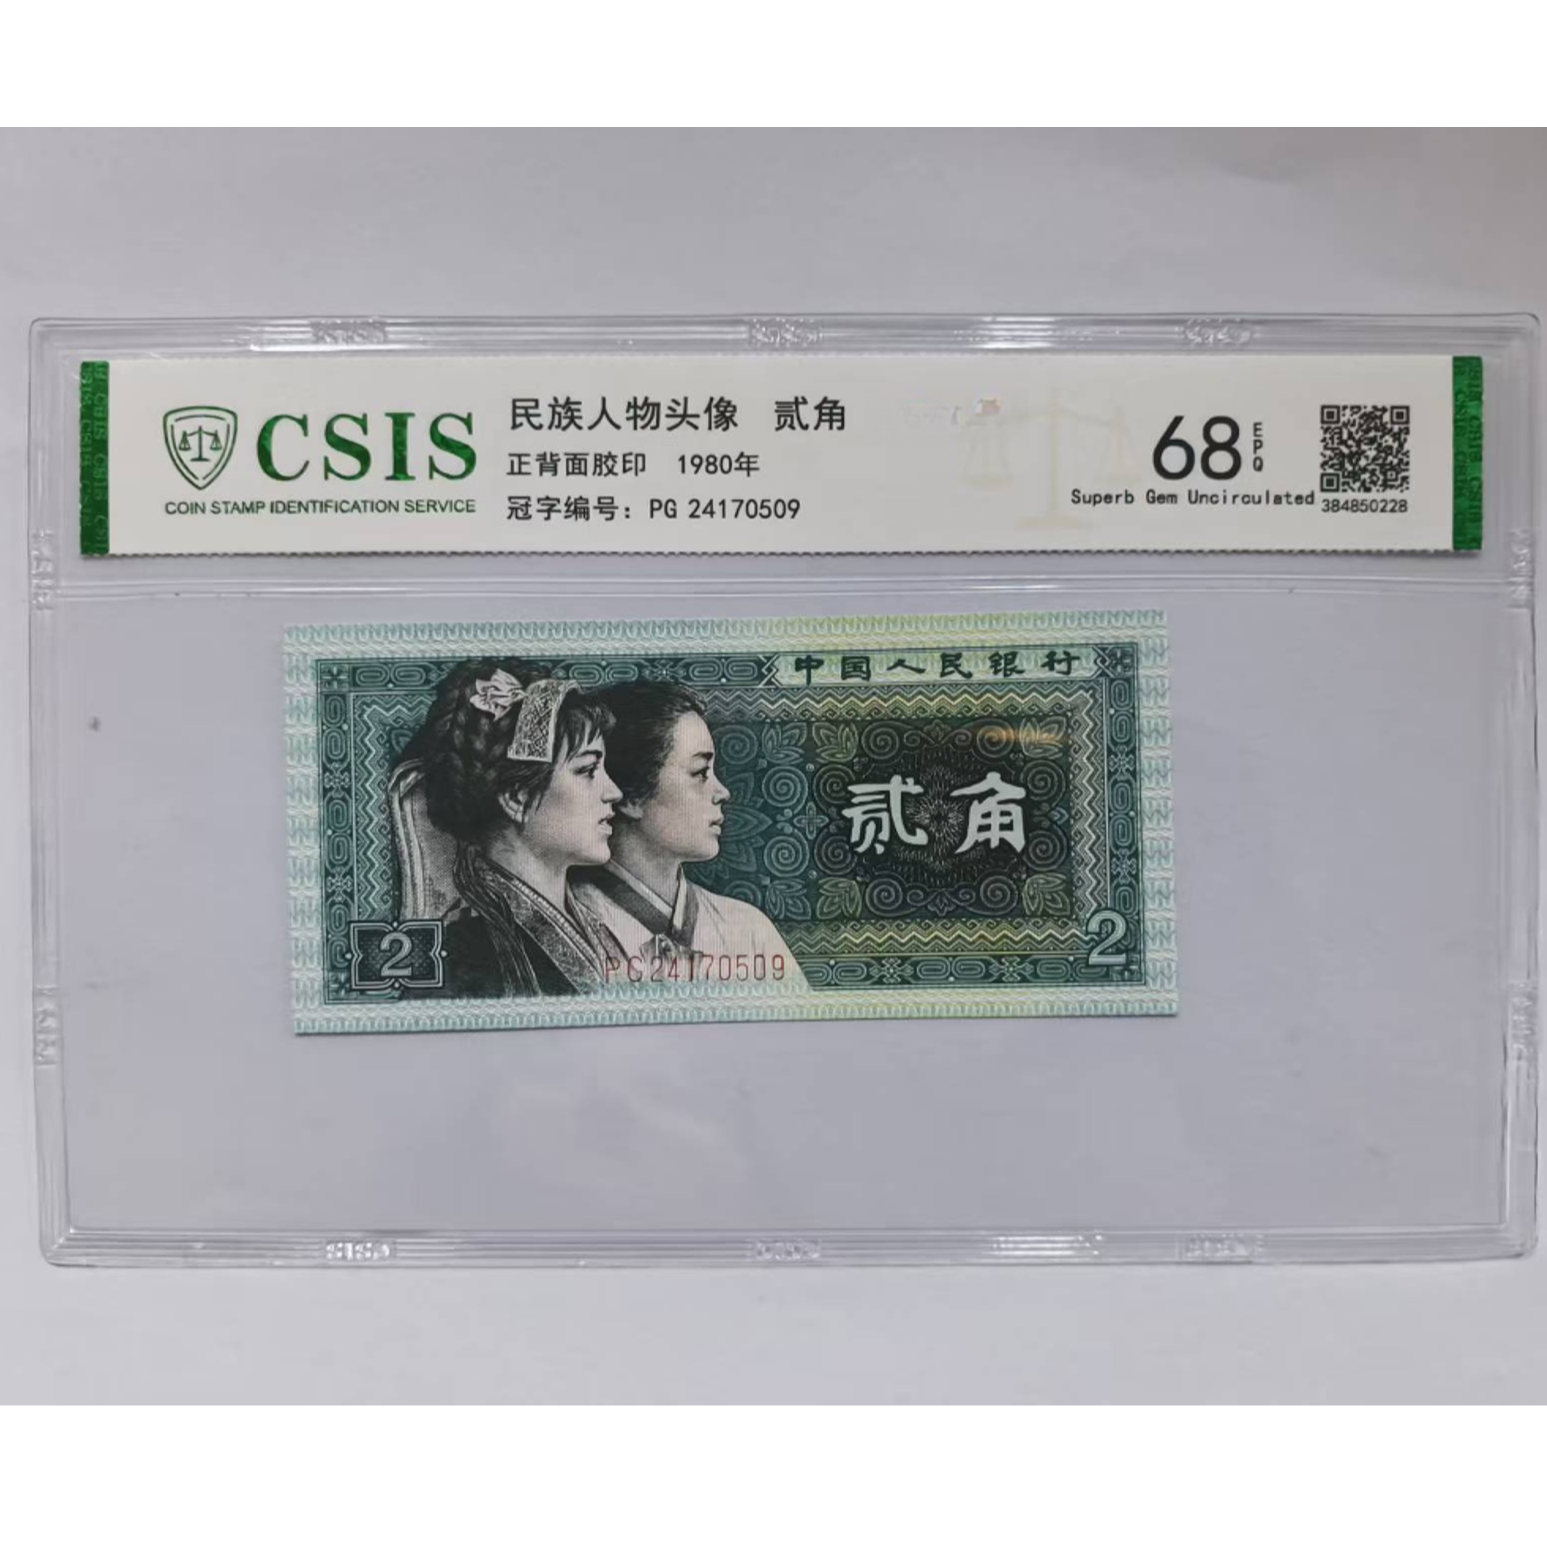 CSIS
COIN STAMP IDENTIFICATION SERVICE
民族人物头像 贰角
正背面胶印 1980年
冠字编号：PG 24170509
68 EPQ
Superb Gem Uncirculated
384850228
中国人民银行
贰角
2
2
PG24170509